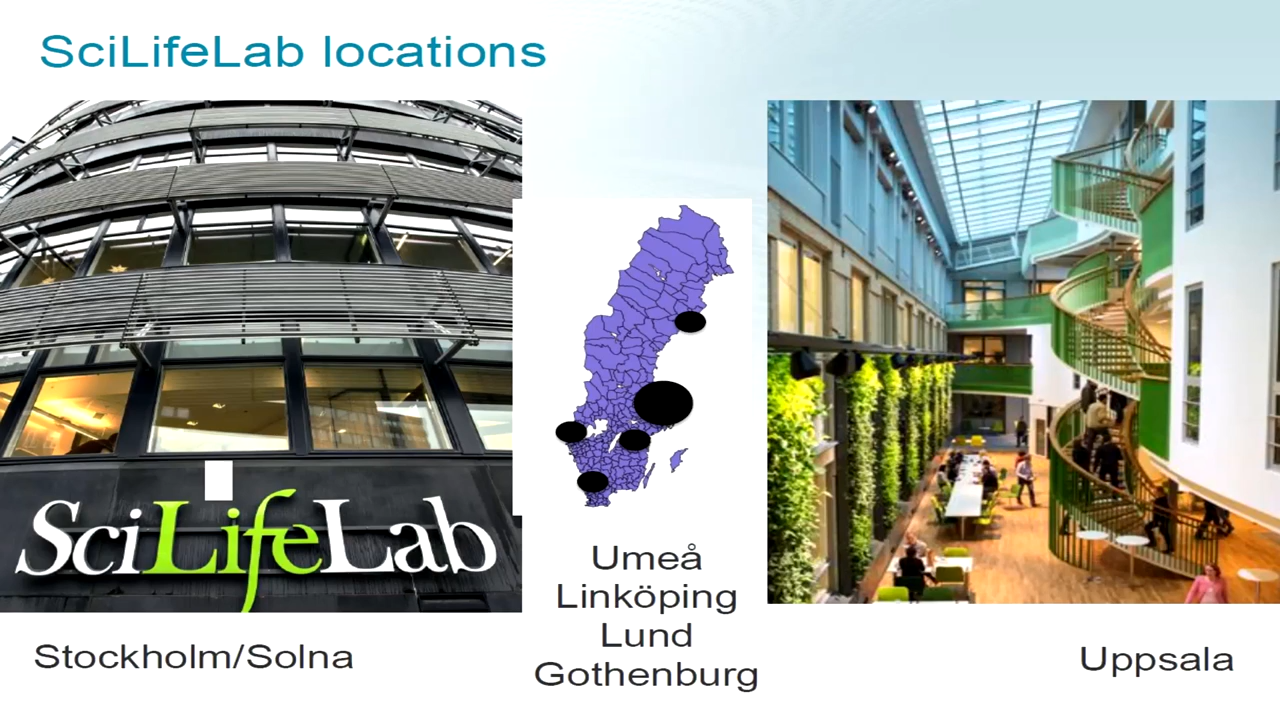 SciLifeLab locations
SciLifeLab
Stockholm/Solna
Umeå
Linköping
Lund
Gothenburg
Uppsala